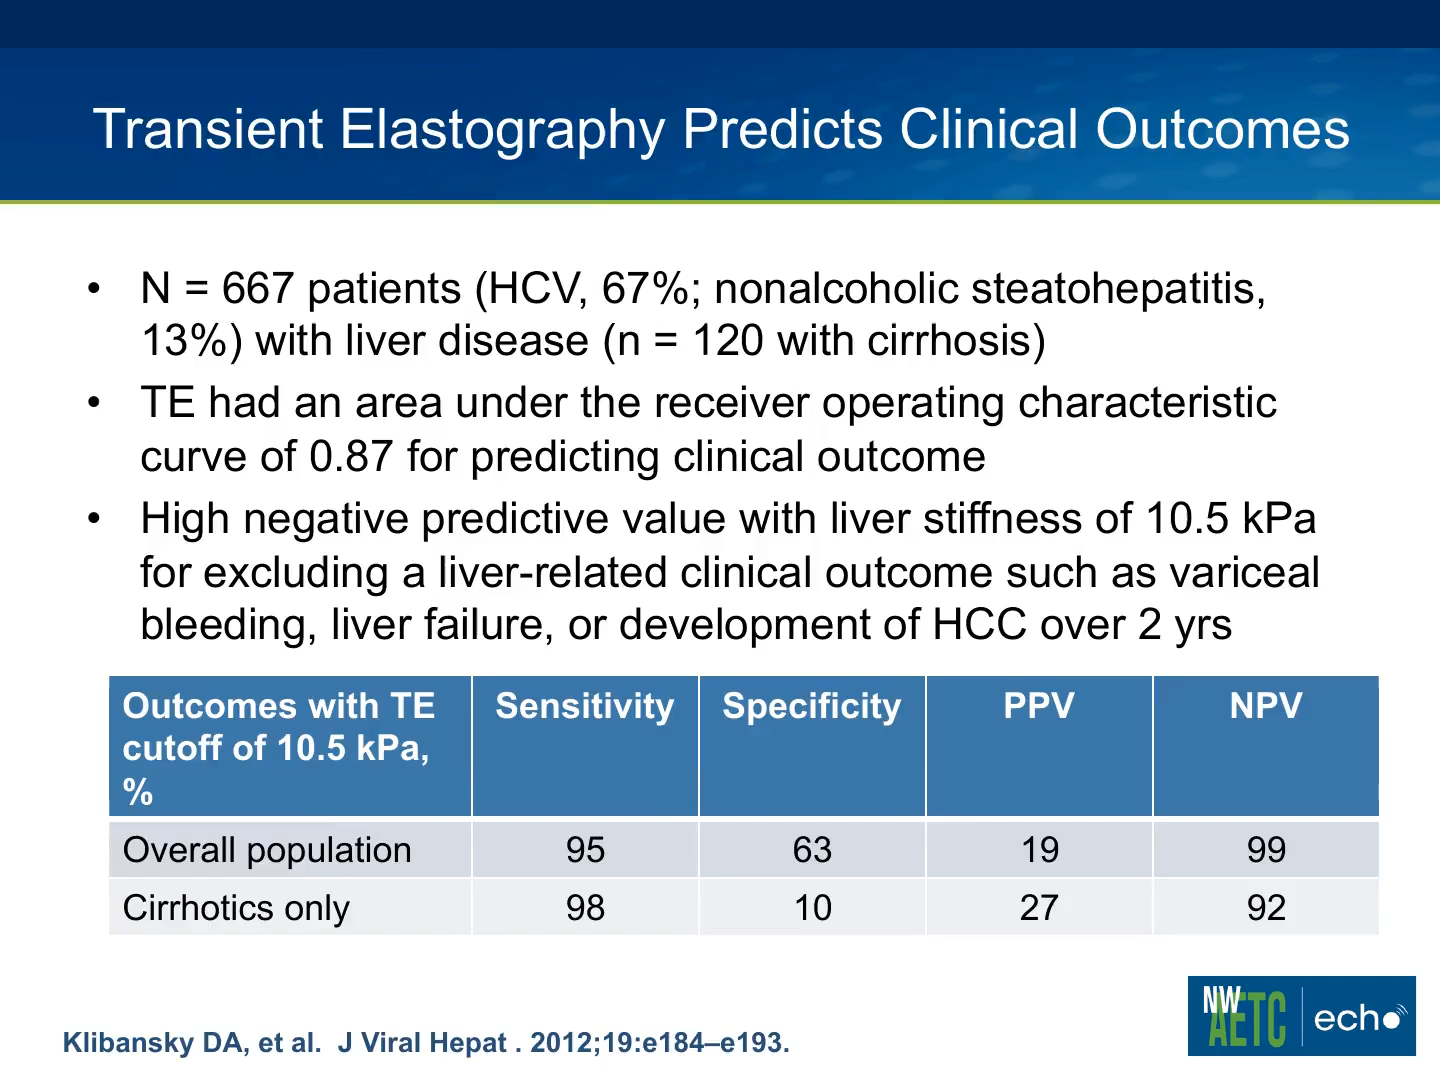 Transient Elastography Predicts Clinical Outcomes
• N = 667 patients (HCV, 67%; nonalcoholic steatohepatitis,
13%) with liver disease (n = 120 with cirrhosis)
• TE had an area under the receiver operating characteristic
curve of 0.87 for predicting clinical outcome
• High negative predictive value with liver stiffness of 10.5 kPa
for excluding a liver-related clinical outcome such as variceal
bleeding, liver failure, or development of HCC over 2 yrs
Outcomes with TE cutoff of 10.5 kPa, % Sensitivity Specificity PPV NPV
Overall population 95 63 19 99
Cirrhotics only 98 10 27 92
Klibansky DA, et al. J Viral Hepat . 2012;19:e184–e193.
NW AETC echo